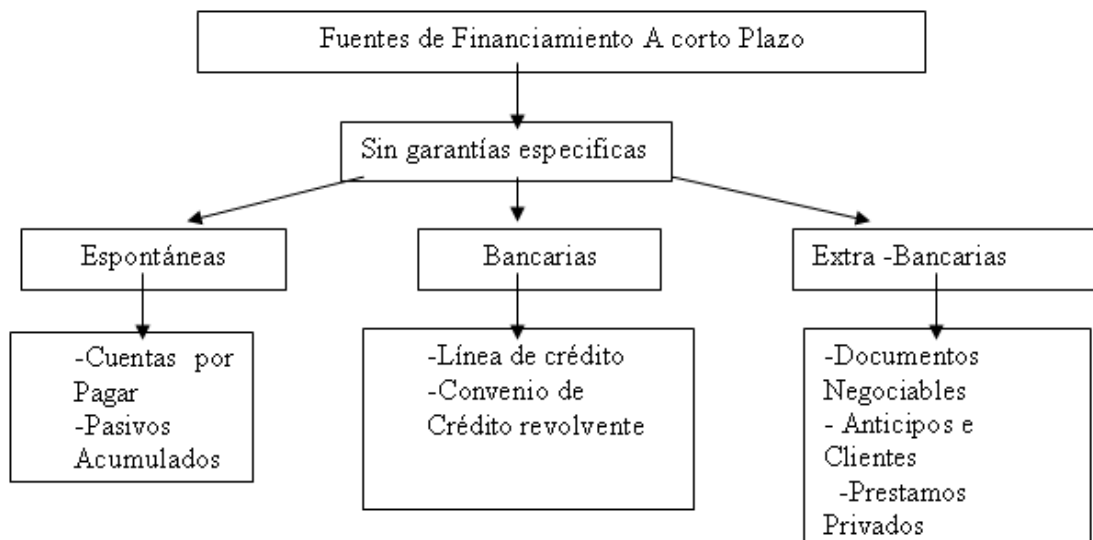 Fuentes de Financiamiento A corto Plazo
Sin garantías especifícas
Espontáneas
Bancarias
Extra -Bancarias
-Cuentas por
Pagar
-Pasivos
Acumulados
-Línea de crédito
-Convenio de
Crédito revolvente
-Documentos
Negociables
- Anticipos e
Clientes
-Prestamos
Privados